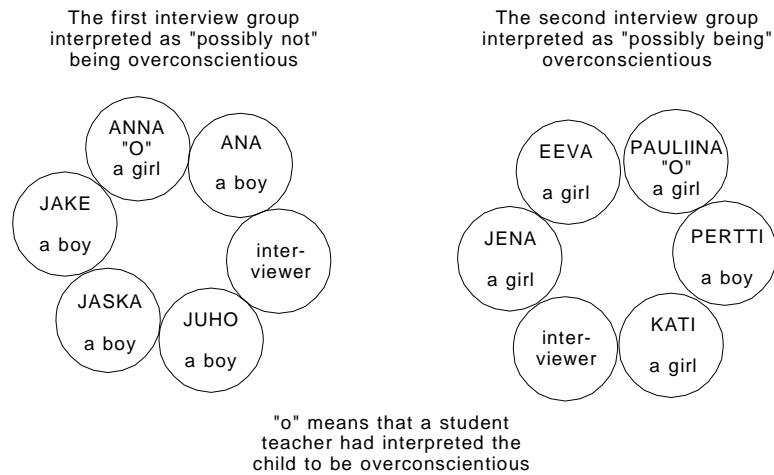 The first interview group
interpreted as "possibly not"
being overconscientious
The second interview group
interpreted as "possibly being"
overconscientious
ANNA
"O"
a girl
ANA
a boy
JAKE
a boy
inter-
viewer
JASKA
a boy
JUHO
a boy
EEVA
a girl
PAULIINA
"O"
a girl
JENA
a girl
PERTTI
a boy
inter-
viewer
KATI
a girl
"o" means that a student
teacher had interpreted the
child to be overconscientious